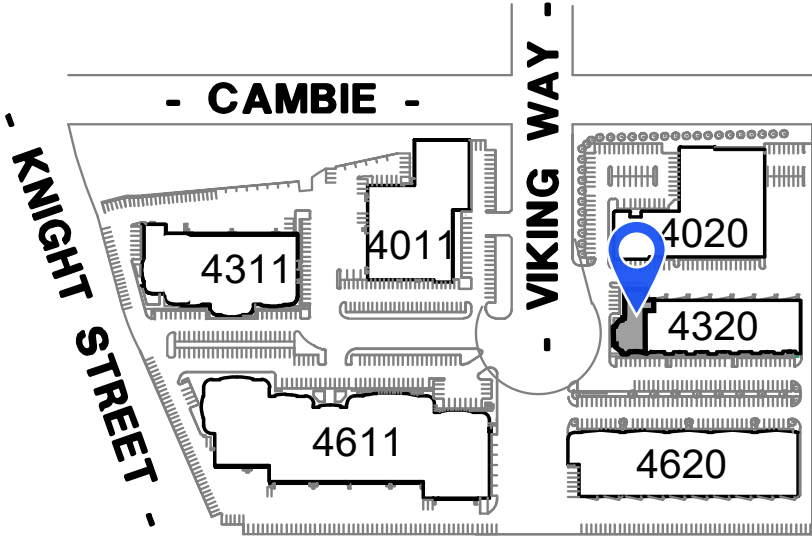 - CAMBIE -
- VIKING WAY -
- KNIGHT STREET -
4311
4011
4020
4320
4611
4620